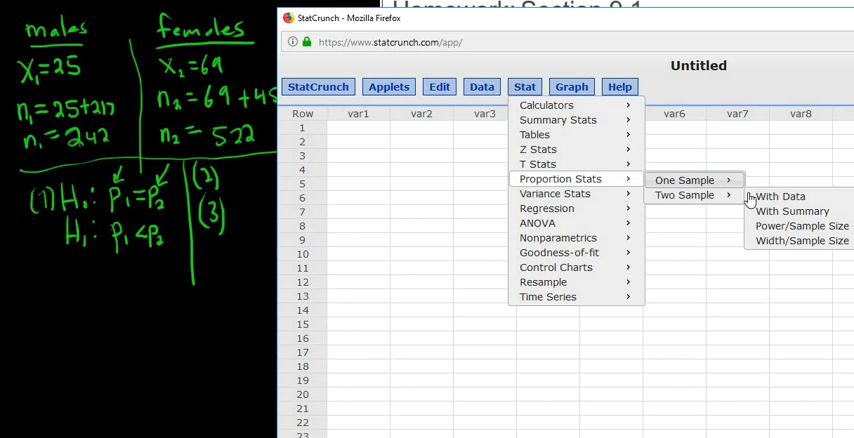 Homework: Section 9.1
males
females
x₁=25
x₂=69
n₁=25+217
n₂=69+45
n₁=242
n₂=522
(1) H₀: p₁=p₂
H₁: p₁<p₂
(2)
(3)
StatCrunch - Mozilla Firefox
https://www.statcrunch.com/app/
Untitled
StatCrunch Applets Edit Data Stat Graph Help
Row var1 var2 var3 var6 var7 var8
Calculators
Summary Stats
Tables
Z Stats
T Stats
Proportion Stats
Variance Stats
Regression
ANOVA
Nonparametrics
Goodness-of-fit
Control Charts
Resample
Time Series
One Sample
Two Sample
With Data
With Summary
Power/Sample Size
Width/Sample Size
1
2
3
4
5
6
7
8
9
10
11
12
13
14
15
16
17
18
19
20
21
22
23